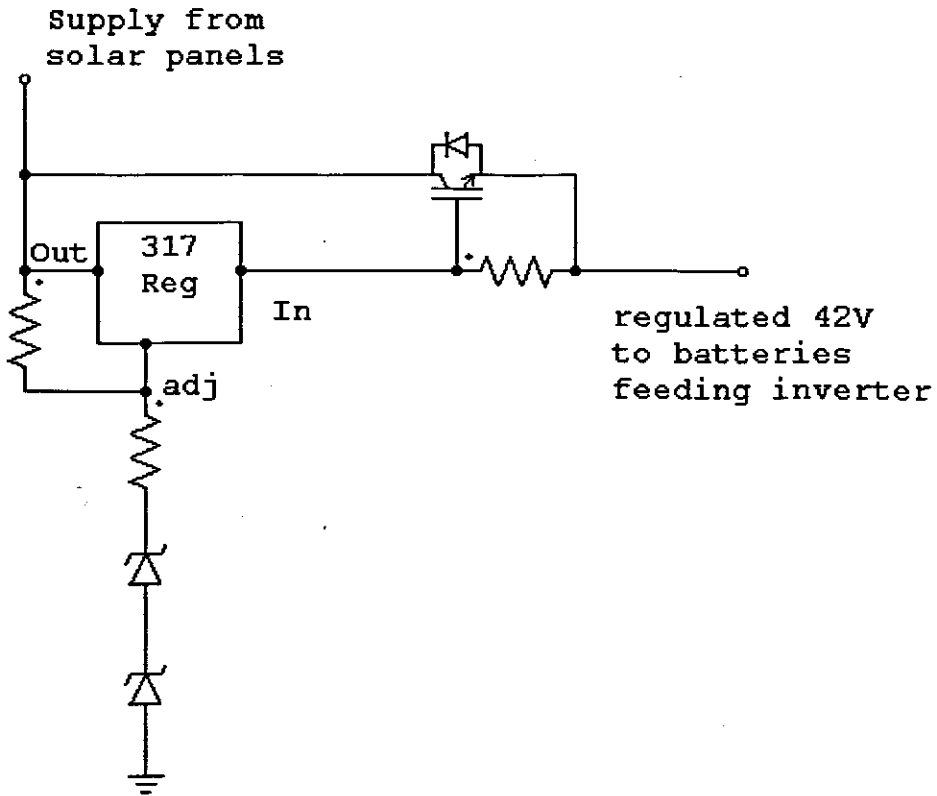 Supply from
solar panels
Out
317
Reg
In
adj
regulated 42V
to batteries
feeding inverter